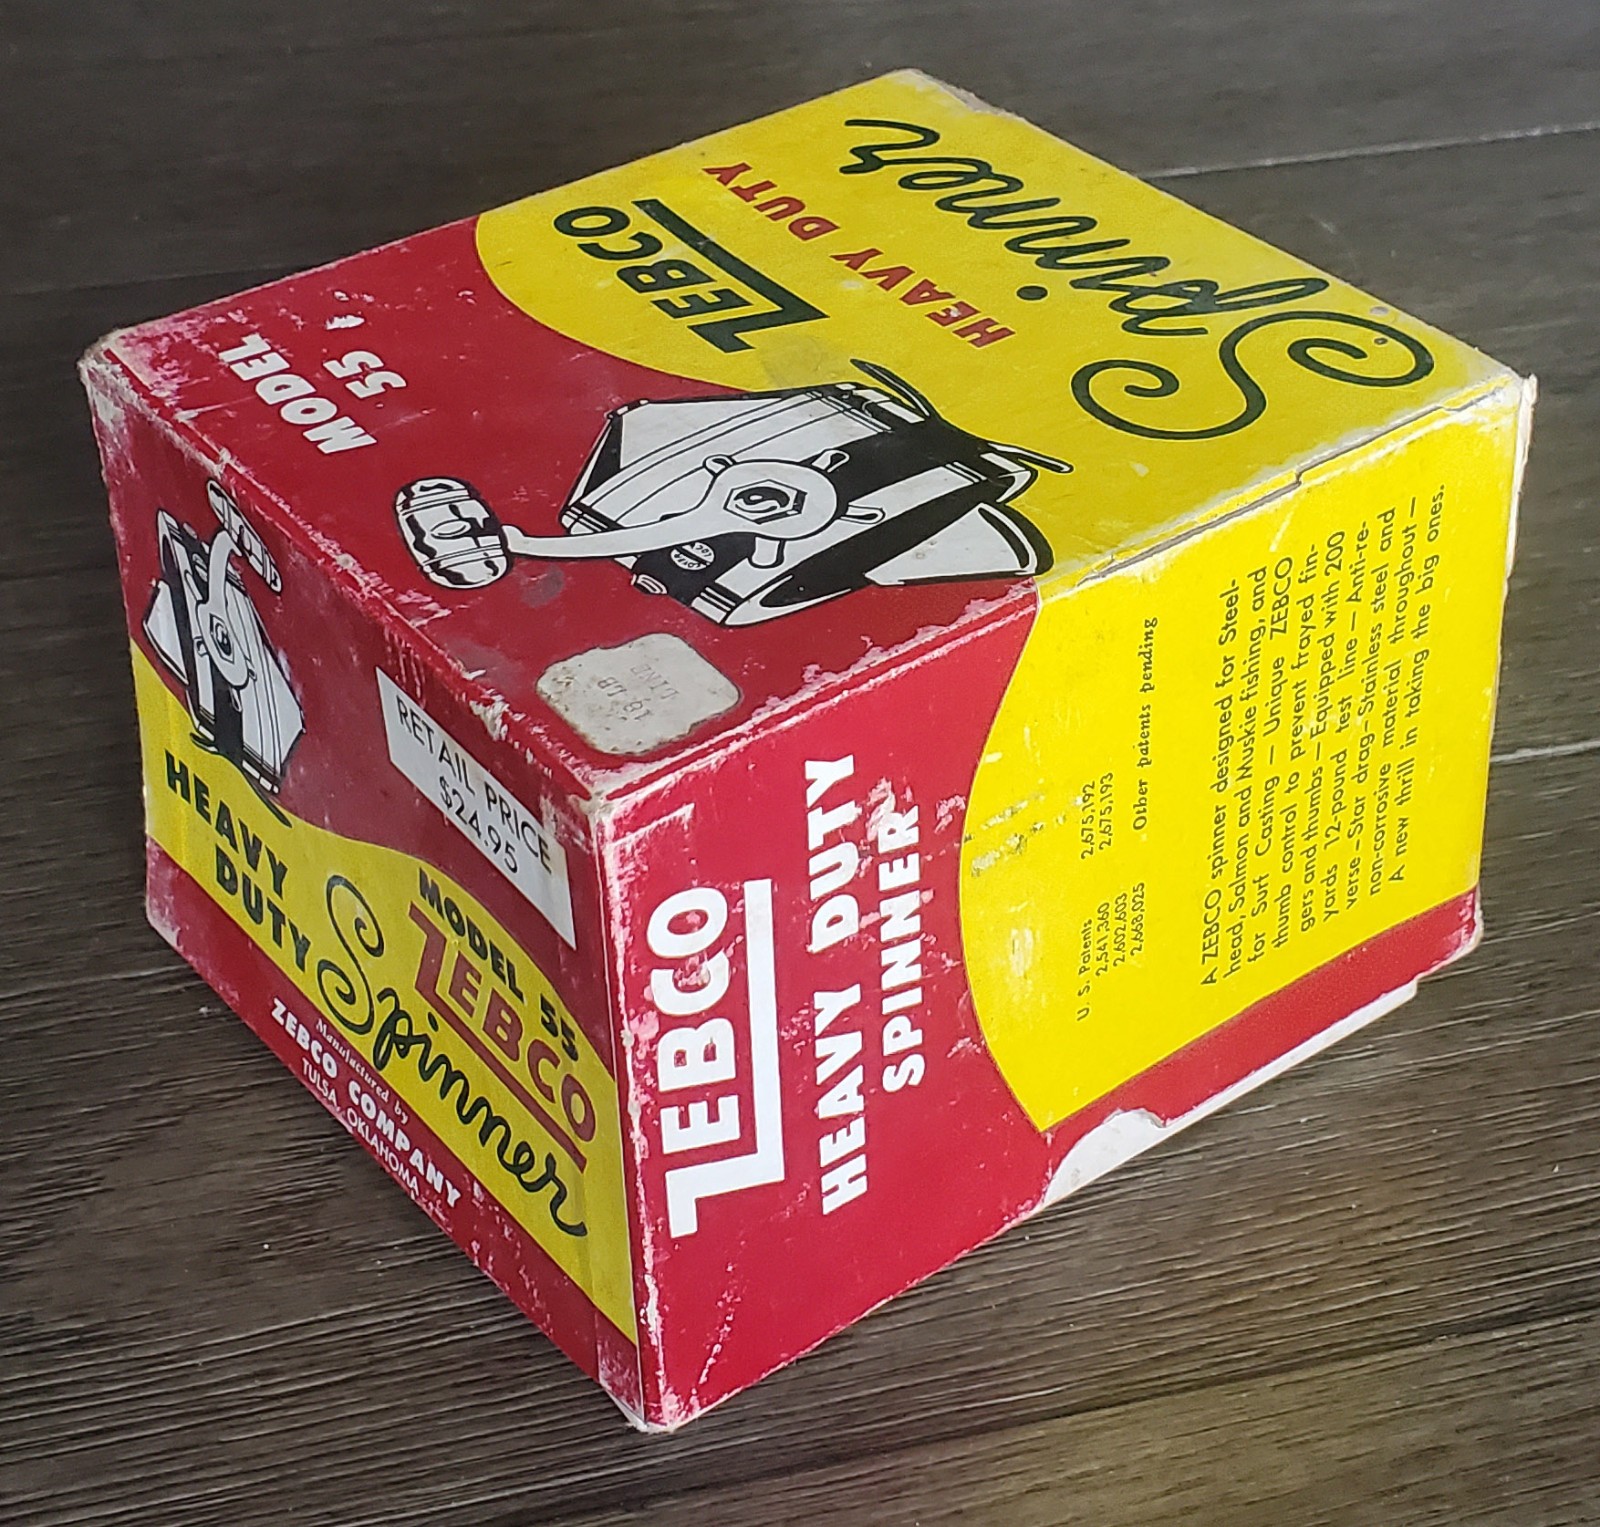 Spinner
HEAVY DUTY
ZEBCO
MODEL
55
18 LB
LINE
RETAIL PRICE
$24.95
HEAVY
DUTY
MODEL 55
ZEBCO
Spinner
Manufactured by
ZEBCO COMPANY
TULSA, OKLAHOMA
ZEBCO
HEAVY DUTY
SPINNER
U. S. Patents
2,541,360 2,675,192
2,602,603 2,675,193
2,668,025 Other patents pending
A ZEBCO spinner designed for Steel-
head, Salmon and Muskie fishing, and
for Surf Casting — Unique ZEBCO
thumb control to prevent frayed fin-
gers and thumbs — Equipped with 200
yards 12-pound test line — Anti-re-
verse — Star drag — Stainless steel and
non-corrosive material throughout —
A new thrill in taking the big ones.